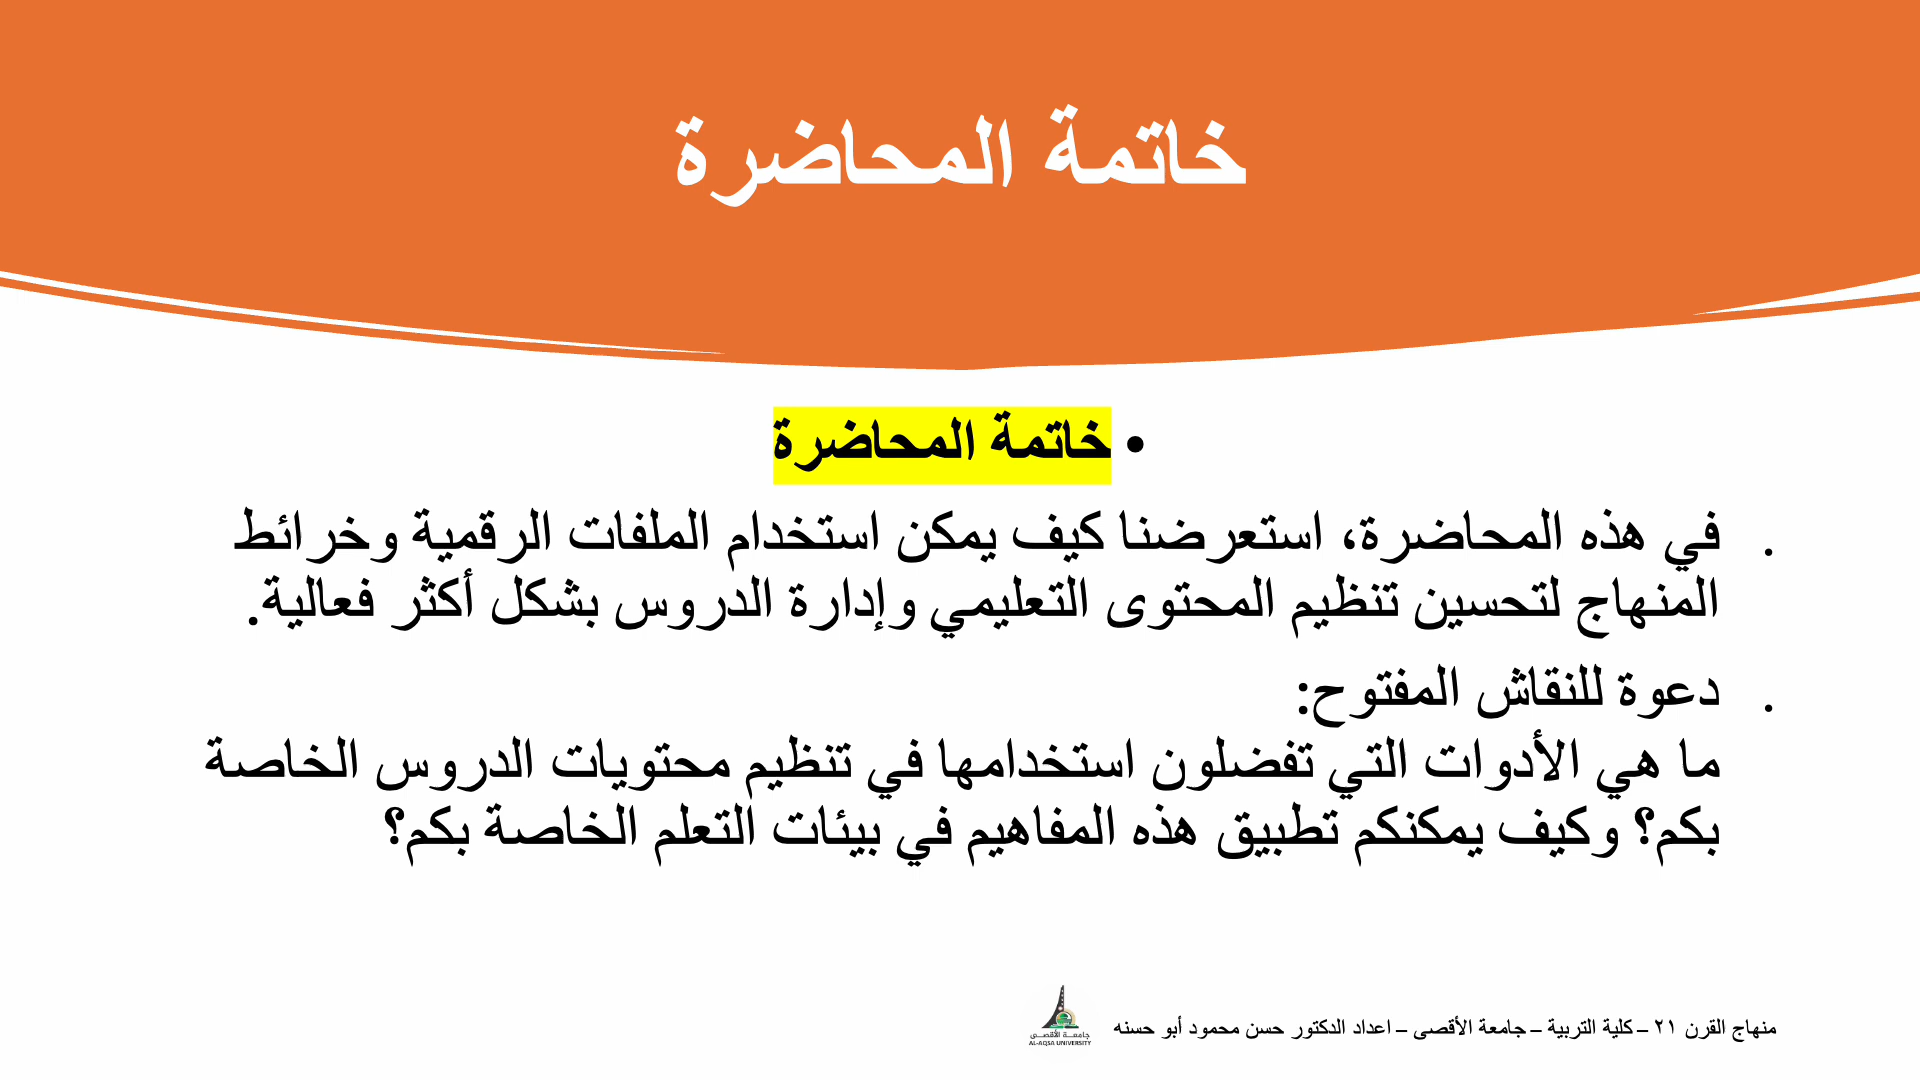 خاتمة المحاضرة
• خاتمة المحاضرة
. في هذه المحاضرة، استعرضنا كيف يمكن استخدام الملفات الرقمية وخرائط
المنهاج لتحسين تنظيم المحتوى التعليمي وإدارة الدروس بشكل أكثر فعالية.
. دعوة للنقاش المفتوح:
ما هي الأدوات التي تفضلون استخدامها في تنظيم محتويات الدروس الخاصة
بكم؟ وكيف يمكنكم تطبيق هذه المفاهيم في بيئات التعلم الخاصة بكم؟
منهاج القرن ٢١ – كلية التربية – جامعة الأقصى – اعداد الدكتور حسن محمود أبو حسنه
جامعة الأقصى
AL-AQSA UNIVERSITY